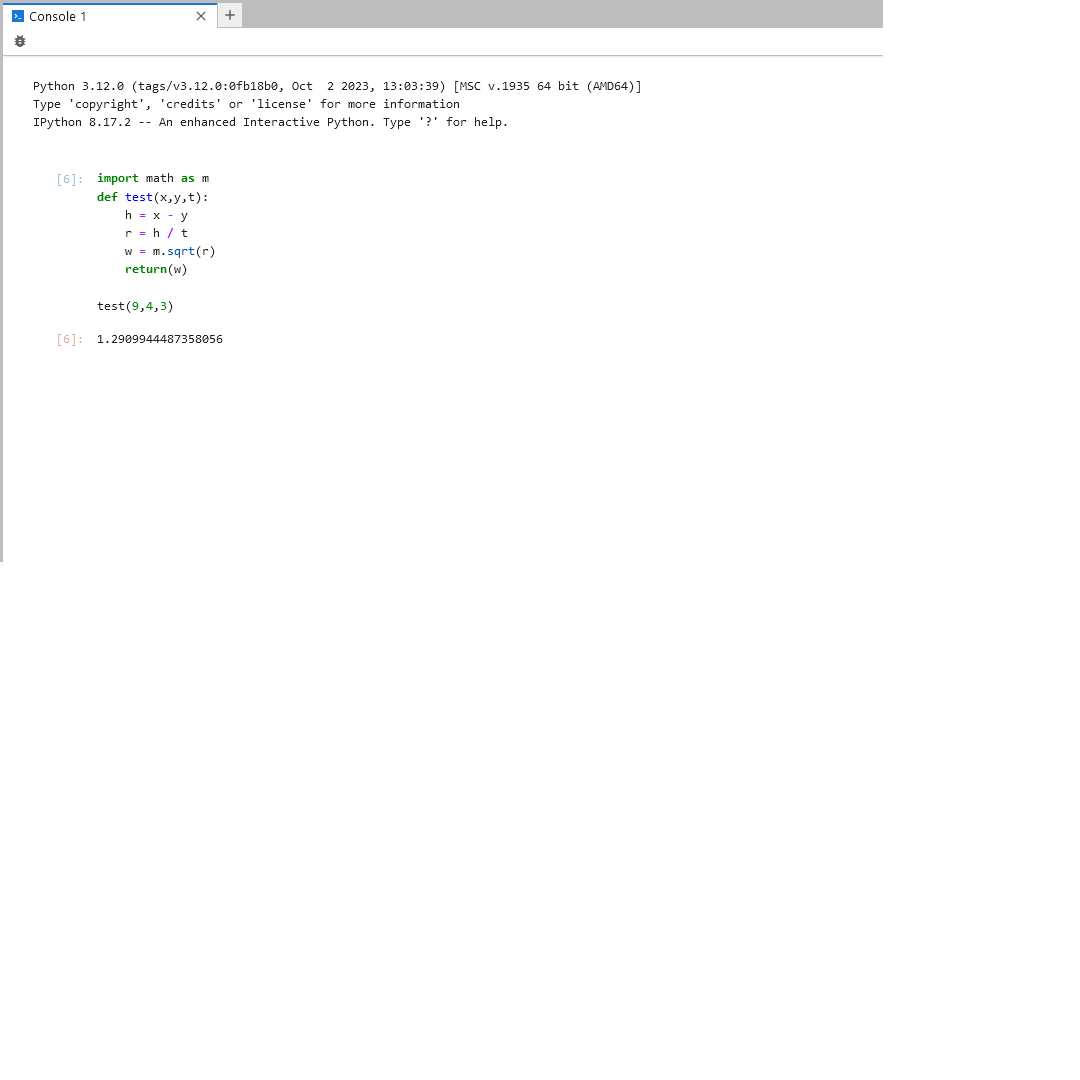 Console 1
Python 3.12.0 (tags/v3.12.0:0fb18b0, Oct  2 2023, 13:03:39) [MSC v.1935 64 bit (AMD64)]
Type 'copyright', 'credits' or 'license' for more information
IPython 8.17.2 -- An enhanced Interactive Python. Type '?' for help.
[6]: import math as m
def test(x,y,t):
    h = x - y
    r = h / t
    w = m.sqrt(r)
    return(w)
test(9,4,3)
[6]: 1.2909944487358056